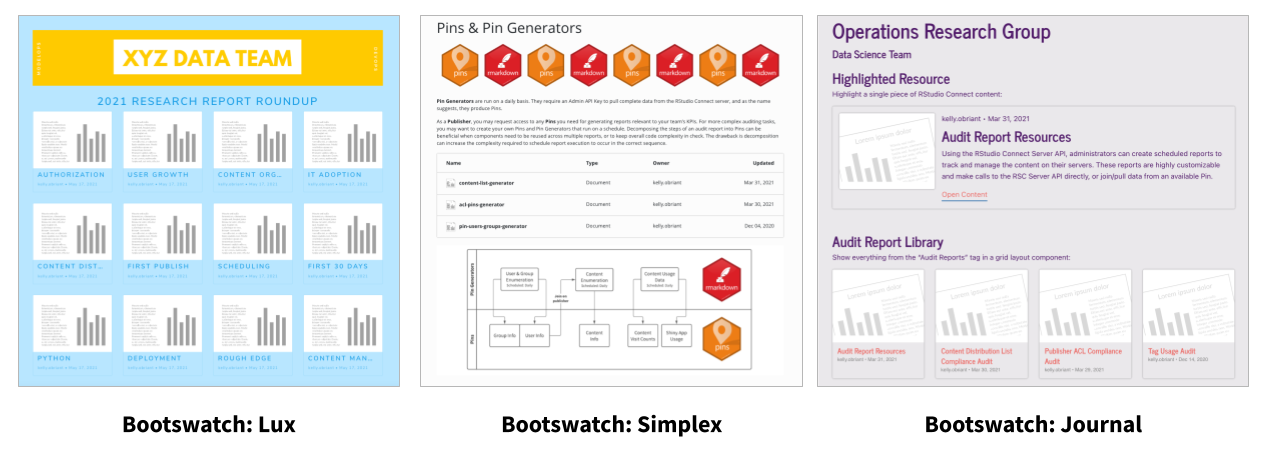 XYZ DATA TEAM
2021 RESEARCH REPORT ROUNDUP
AUTHORIZATION
kelly.obriant • May 17, 2021
USER GROWTH
kelly.obriant • May 17, 2021
CONTENT ORG...
kelly.obriant • May 17, 2021
IT ADOPTION
kelly.obriant • May 17, 2021
CONTENT DIST...
kelly.obriant • May 17, 2021
FIRST PUBLISH
kelly.obriant • May 17, 2021
SCHEDULING
kelly.obriant • May 17, 2021
FIRST 30 DAYS
kelly.obriant • May 17, 2021
PYTHON
kelly.obriant • May 17, 2021
DEPLOYMENT
kelly.obriant • May 17, 2021
ROUGH EDGE
kelly.obriant • May 17, 2021
CONTENT MAN...
kelly.obriant • May 17, 2021
Bootswatch: Lux
Pins & Pin Generators
pins
rmarkdown
pins
rmarkdown
pins
rmarkdown
pins
rmarkdown
Pin Generators are run on a daily basis. They require an Admin API Key to pull complete data from the RStudio Connect server, and as the name
suggests, they produce Pins.
As a Publisher, you may request access to any Pins you need for generating reports relevant to your team's KPIs. For more complex auditing tasks,
you may want to create your own Pins and Pin Generators that run on a schedule. Decomposing the steps of an audit report into Pins can be
beneficial when components need to be reused across multiple reports, or to keep overall code complexity in check. The drawback is decomposition
can increase the complexity required to schedule report execution to occur in the correct sequence.
Name Type Owner Updated
content-list-generator Document kelly.obriant Mar 31, 2021
acl-pins-generator Document kelly.obriant Mar 30, 2021
pin-users-groups-generator Document kelly.obriant Dec 04, 2020
Pin Generators
User & Group
Enumeration
Scheduled Daily
Content
Enumeration
Scheduled Daily
Content Usage
Data
Scheduled Daily
rmarkdown
Join on
publisher
Pins
Group Info
User Info
Content
Info
Content
Visit Counts
Shiny App
Usage
pins
Bootswatch: Simplex
Operations Research Group
Data Science Team
Highlighted Resource
Highlight a single piece of RStudio Connect content:
Lorem ipsum dolor
kelly.obriant • Mar 31, 2021
Audit Report Resources
Using the RStudio Connect Server API, administrators can create scheduled reports to
track and manage the content on their servers. These reports are highly customizable
and make calls to the RSC Server API directly, or join/pull data from an available Pin.
Open Content
Audit Report Library
Show everything from the "Audit Reports" tag in a grid layout component:
Lorem ipsum dolor
Audit Report Resources
kelly.obriant • Mar 31, 2021
Lorem ipsum dolor
Content Distribution List
Compliance Audit
kelly.obriant • Mar 30, 2021
Lorem ipsum dolor
Publisher ACL Compliance
Audit
kelly.obriant • Mar 29, 2021
Lorem ipsum dolor
Tag Usage Audit
kelly.obriant • Dec 14, 2020
Bootswatch: Journal